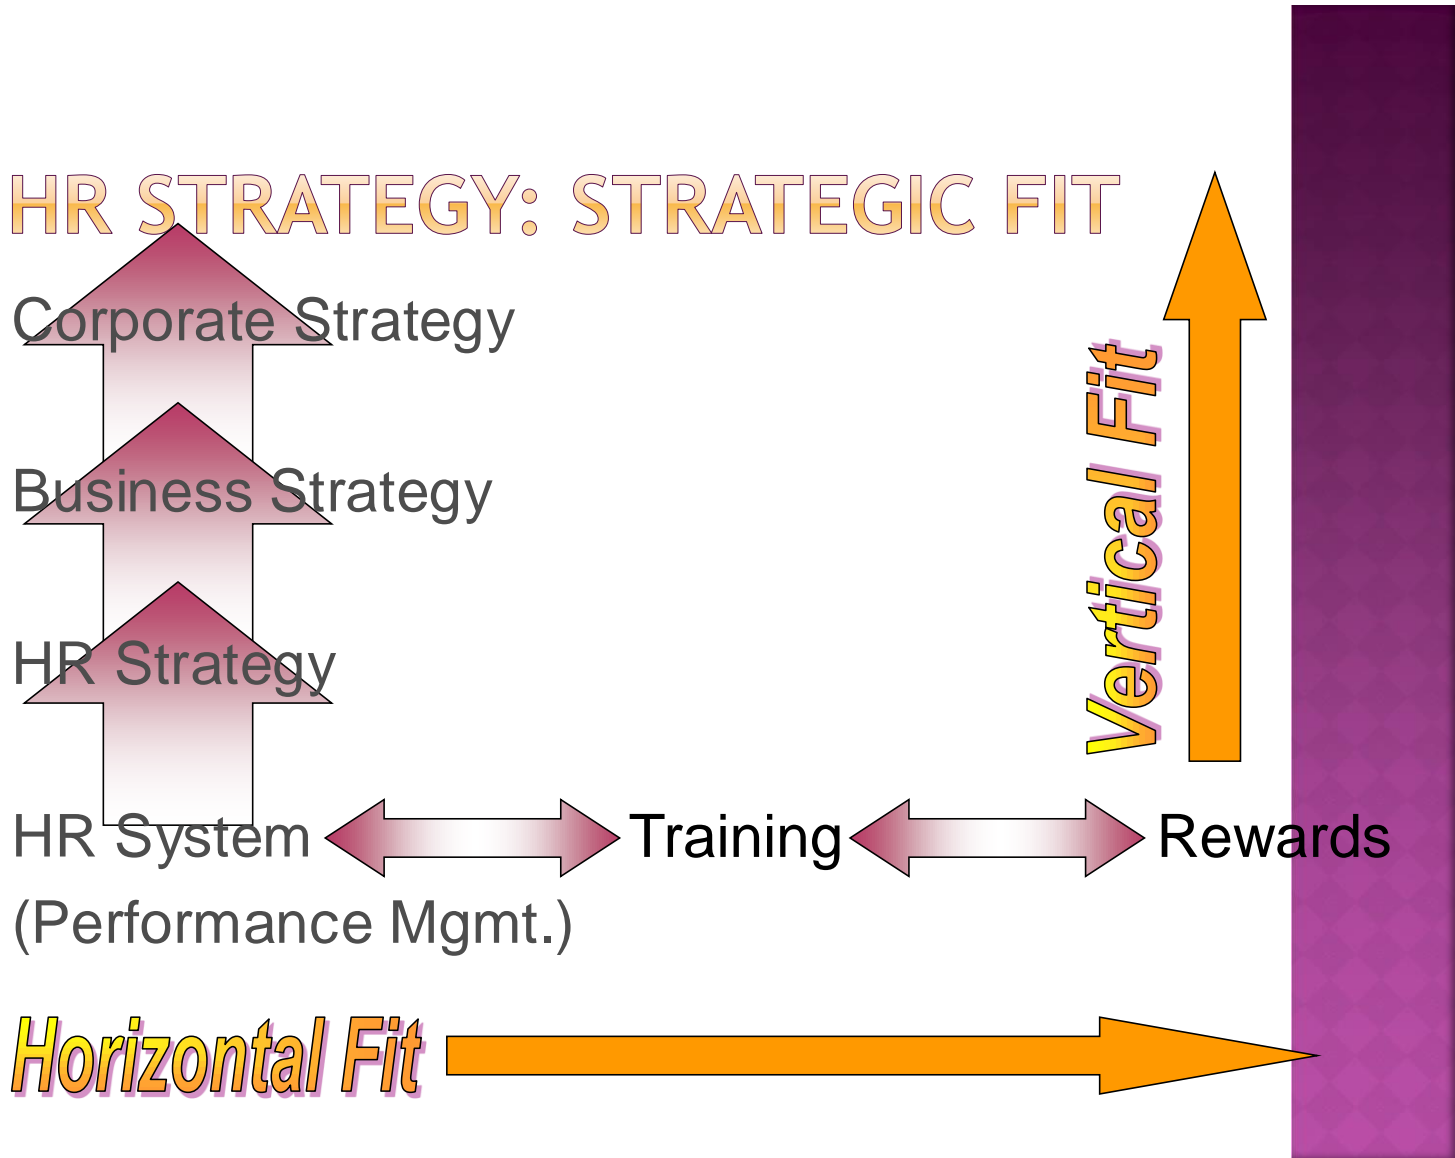 HR STRATEGY: STRATEGIC FIT
Corporate Strategy
Business Strategy
HR Strategy
Vertical Fit
HR System Training Rewards
(Performance Mgmt.)
Horizontal Fit